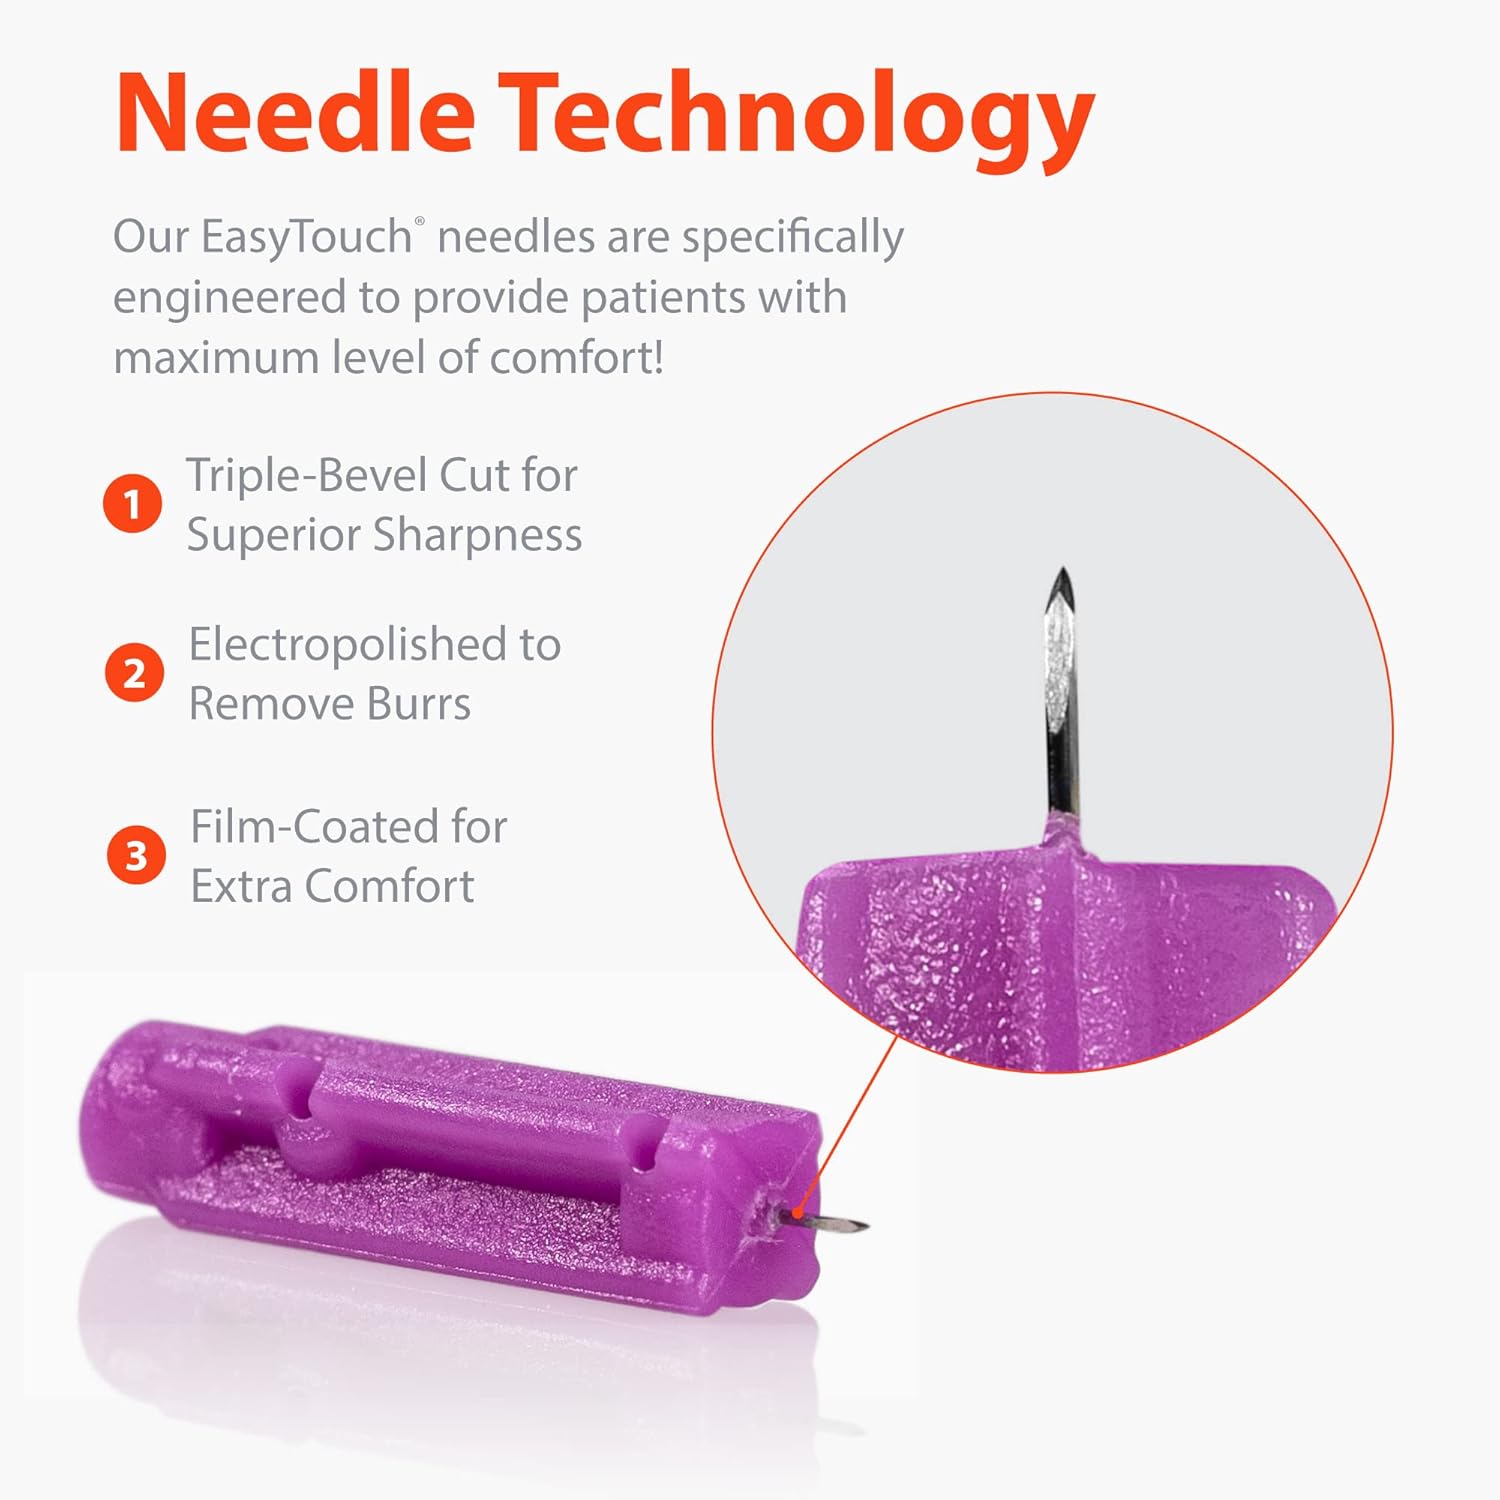 Needle Technology
Our EasyTouch® needles are specifically
engineered to provide patients with
maximum level of comfort!
1
Triple-Bevel Cut for
Superior Sharpness
2
Electropolished to
Remove Burrs
3
Film-Coated for
Extra Comfort